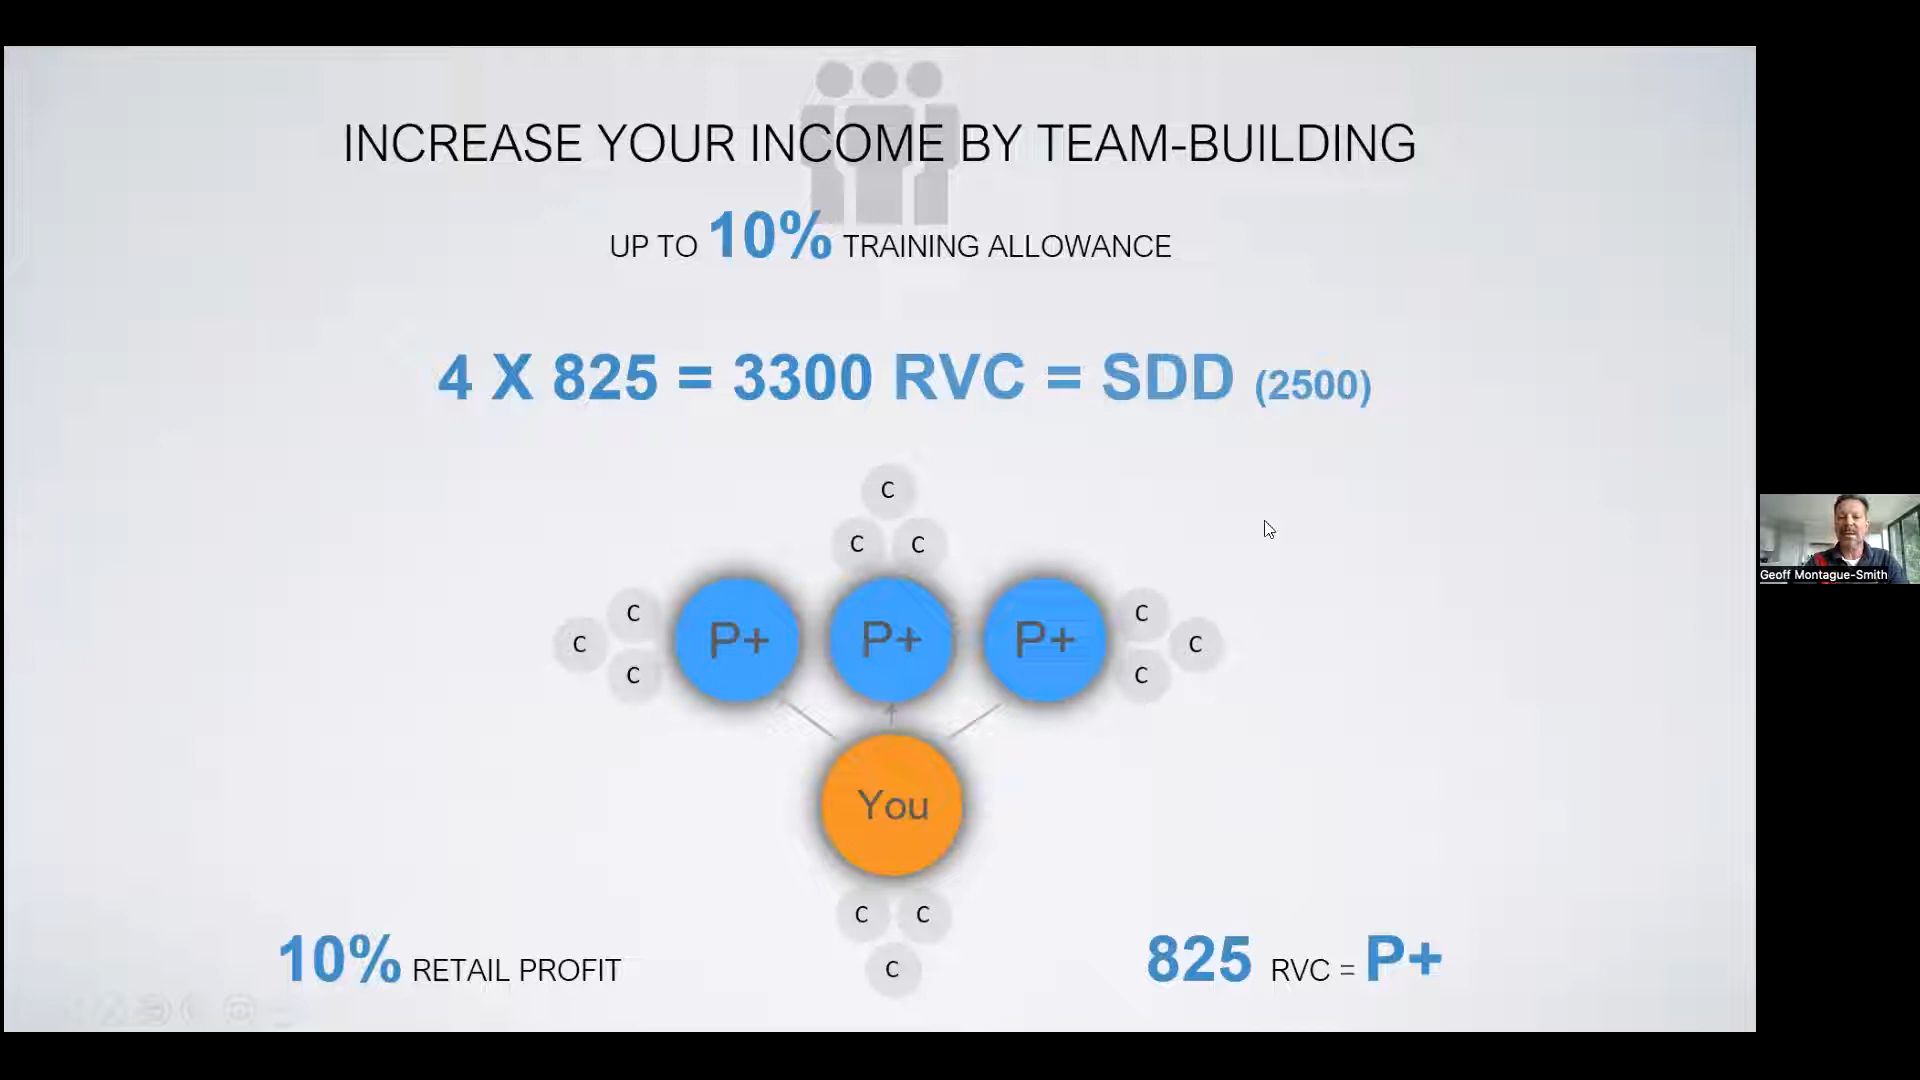 INCREASE YOUR INCOME BY TEAM-BUILDING
UP TO 10% TRAINING ALLOWANCE
4 X 825 = 3300 RVC = SDD (2500)
C
C C
C C
C P+ P+ P+ C
C C
Geoff Montague-Smith
You
C C
C
10% RETAIL PROFIT
825 RVC = P+